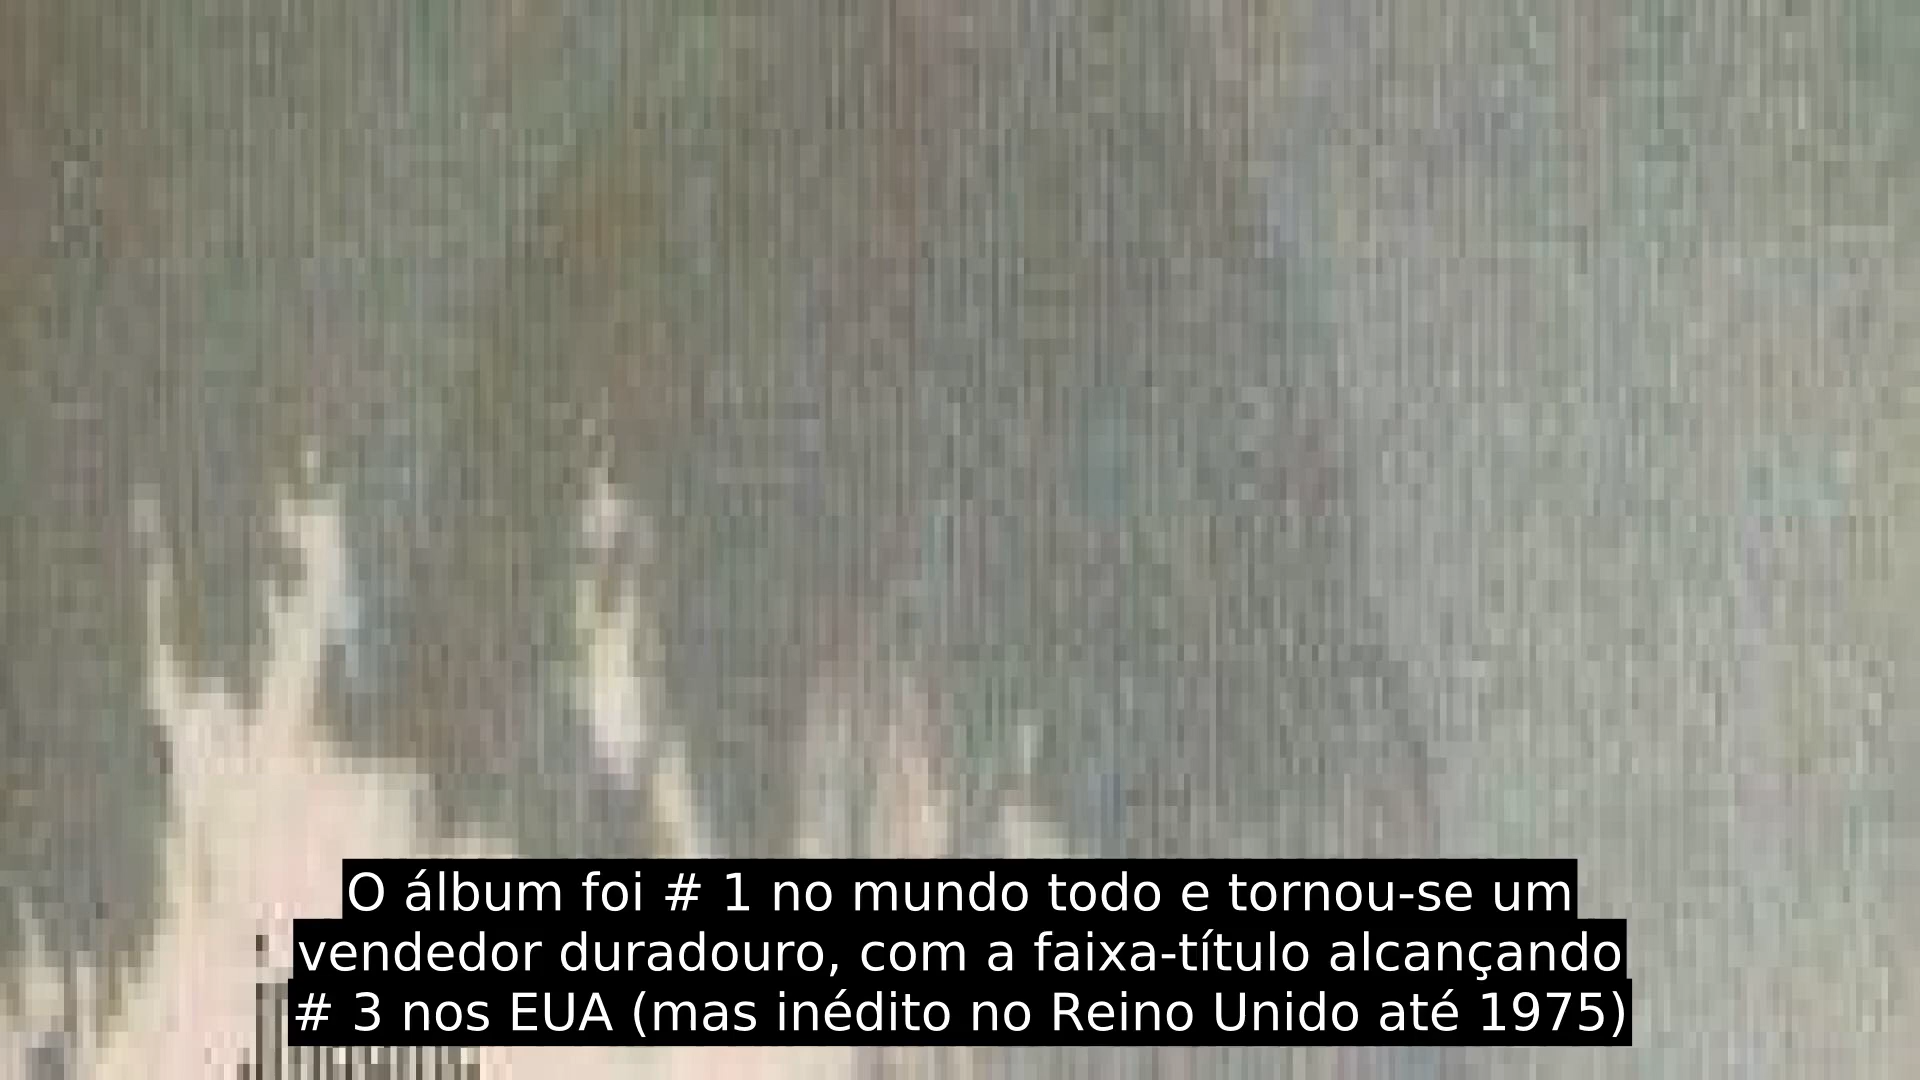 O álbum foi # 1 no mundo todo e tornou-se um
vendedor duradouro, com a faixa-título alcançando
# 3 nos EUA (mas inédito no Reino Unido até 1975)